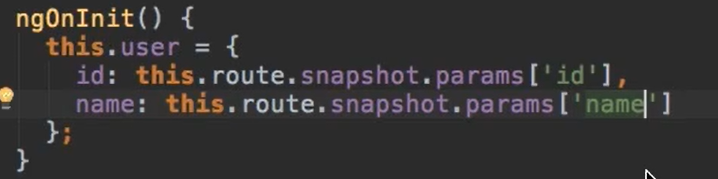 ngOnInit() {
this.user = {
id: this.route.snapshot.params['id'],
name: this.route.snapshot.params['name']
};
}